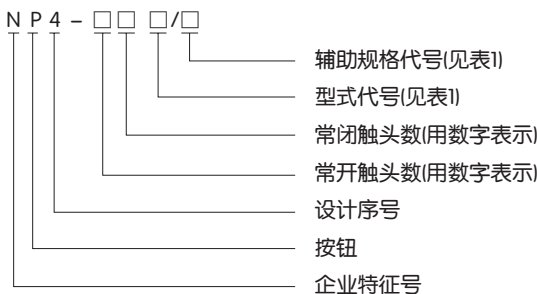 NP4-□□ □/□
辅助规格代号(见表1)
型式代号(见表1)
常闭触头数(用数字表示)
常开触头数(用数字表示)
设计序号
按钮
企业特征号